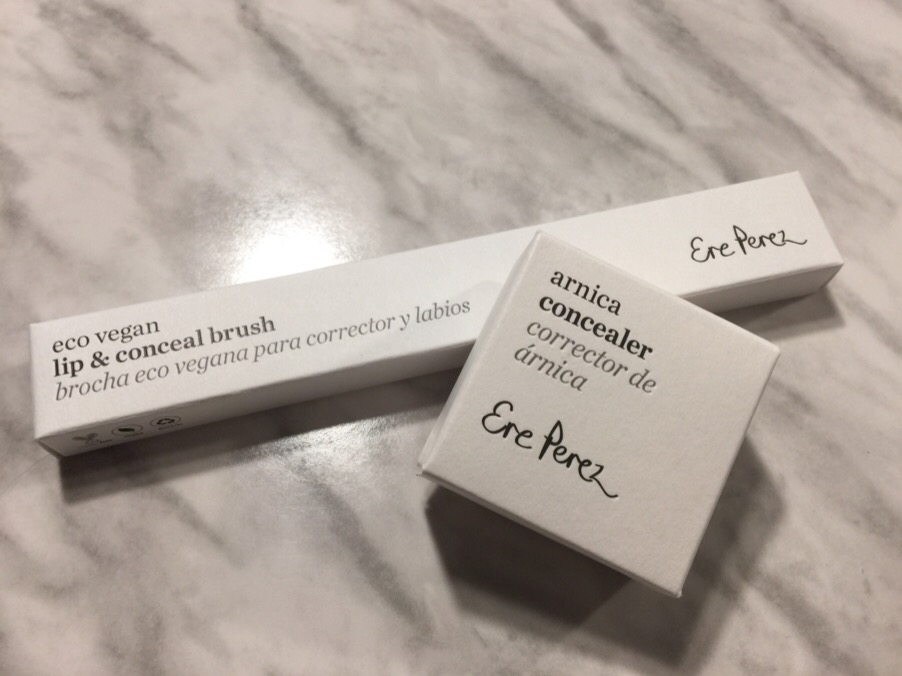 eco vegan
lip & conceal brush
brocha eco vegana para corrector y labios
Ere Perez
arnica
concealer
corrector de
árnica
Ere Perez